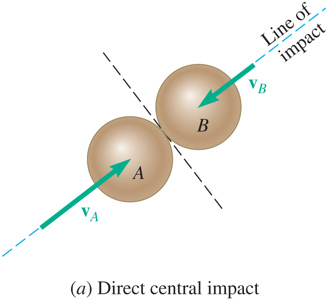 Line of
impact
v_B
B
A
v_A
(a) Direct central impact